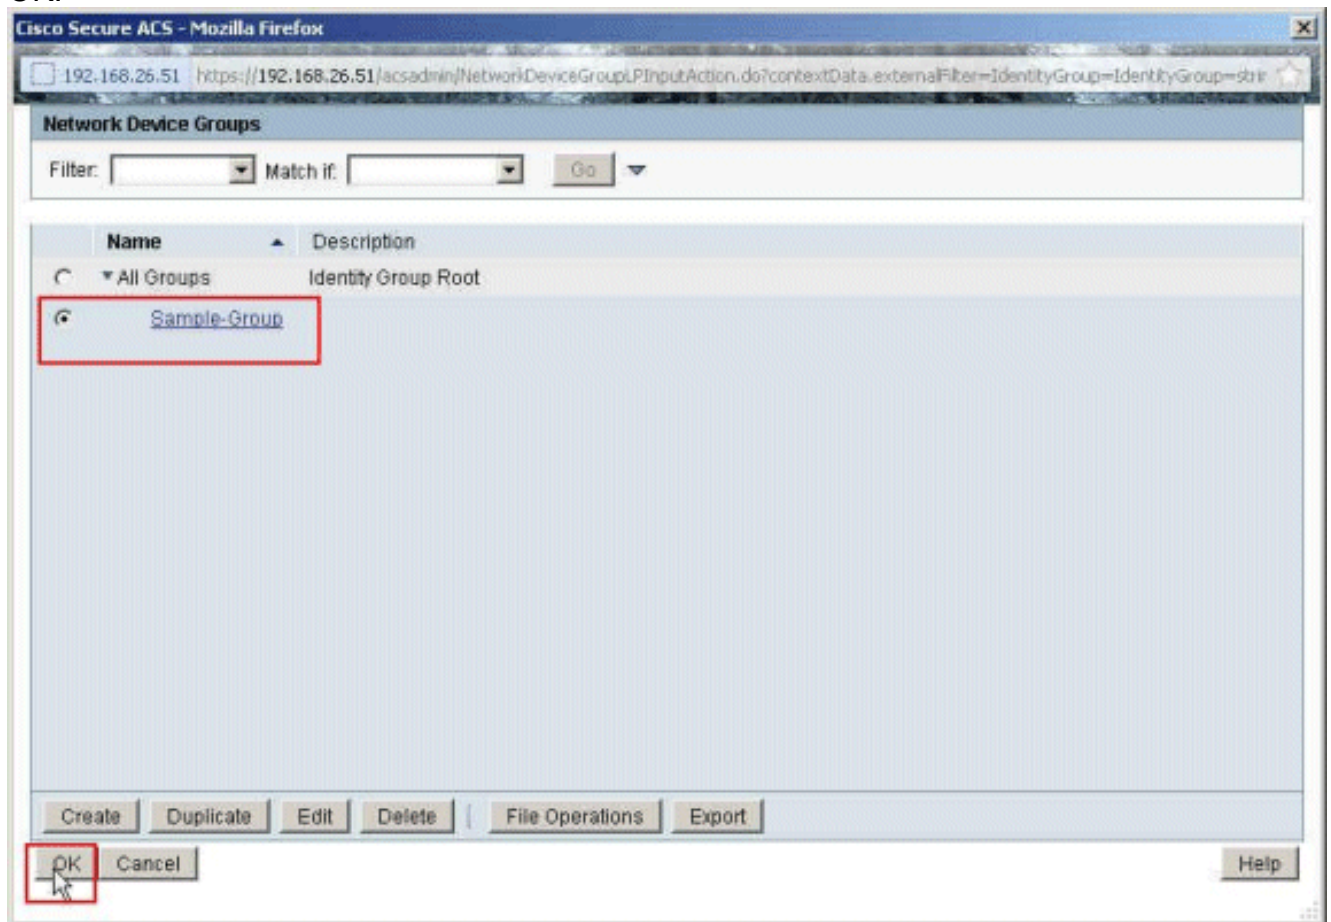 OK.
Cisco Secure ACS - Mozilla Firefox
192.168.26.51 https://192.168.26.51/acsadmin/NetworkDeviceGroupLPInputAction.do?contextData.externalFilter=IdentityGroup=IdentityGroup=strin
Network Device Groups
Filter: Match if: Go
Name Description
All Groups Identity Group Root
Sample-Group
Create Duplicate Edit Delete | File Operations Export
OK Cancel Help